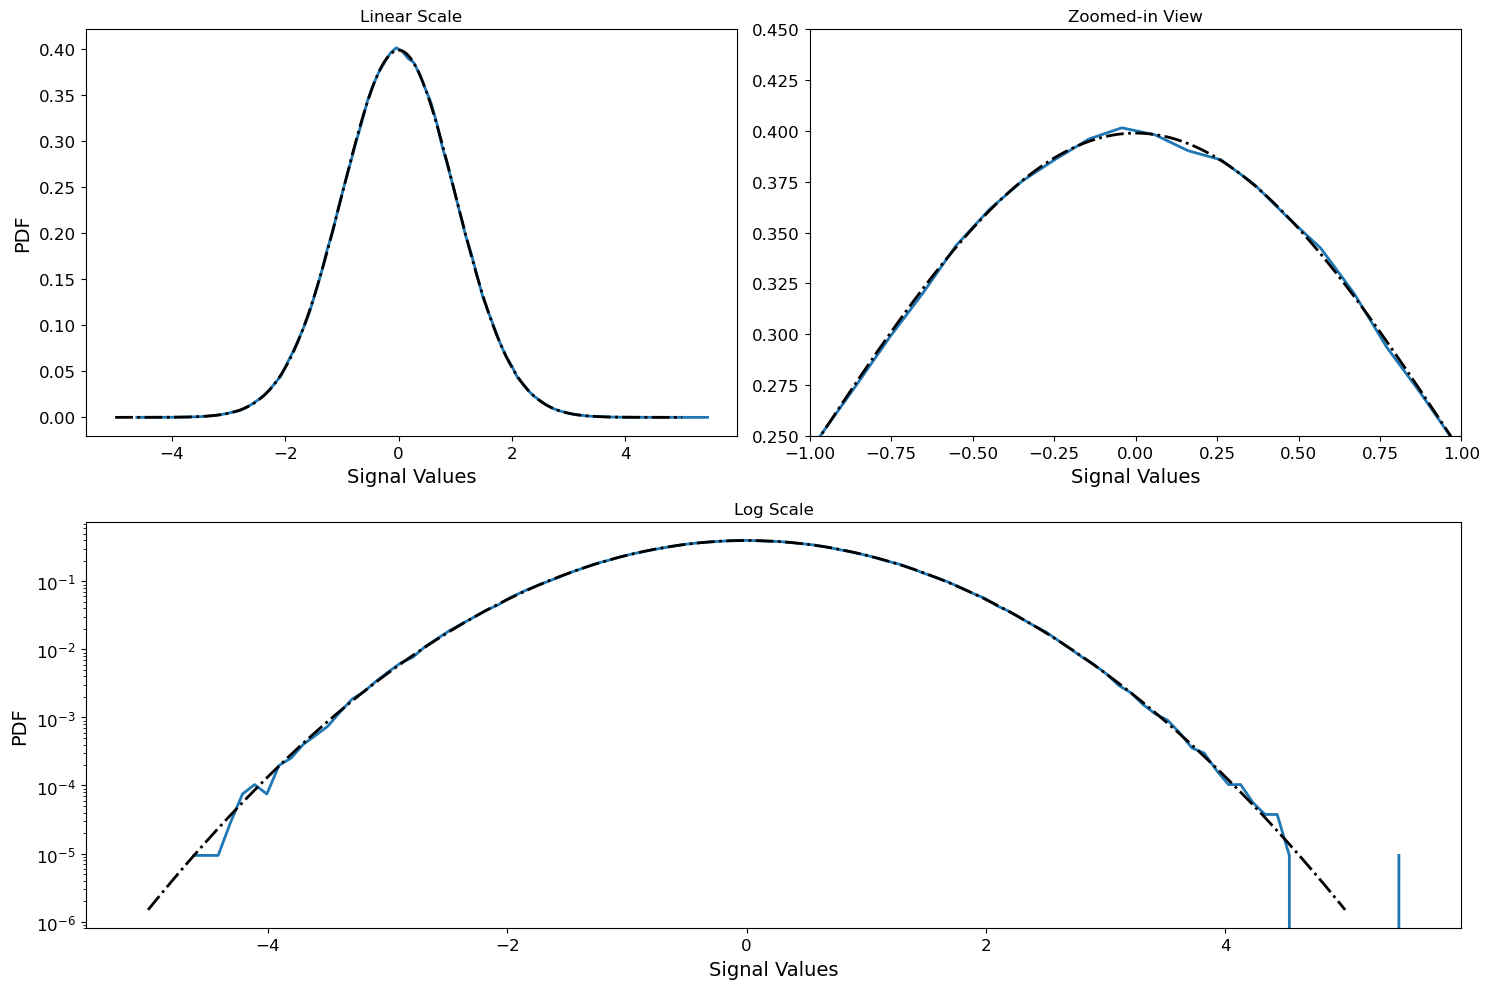 Linear Scale
0.40
0.35
0.30
0.25
0.20
0.15
0.10
0.05
0.00
PDF
−4 −2 0 2 4
Signal Values
Zoomed-in View
0.450
0.425
0.400
0.375
0.350
0.325
0.300
0.275
0.250
−1.00 −0.75 −0.50 −0.25 0.00 0.25 0.50 0.75 1.00
Signal Values
Log Scale
10⁻¹
10⁻²
10⁻³
10⁻⁴
10⁻⁵
10⁻⁶
PDF
−4 −2 0 2 4
Signal Values